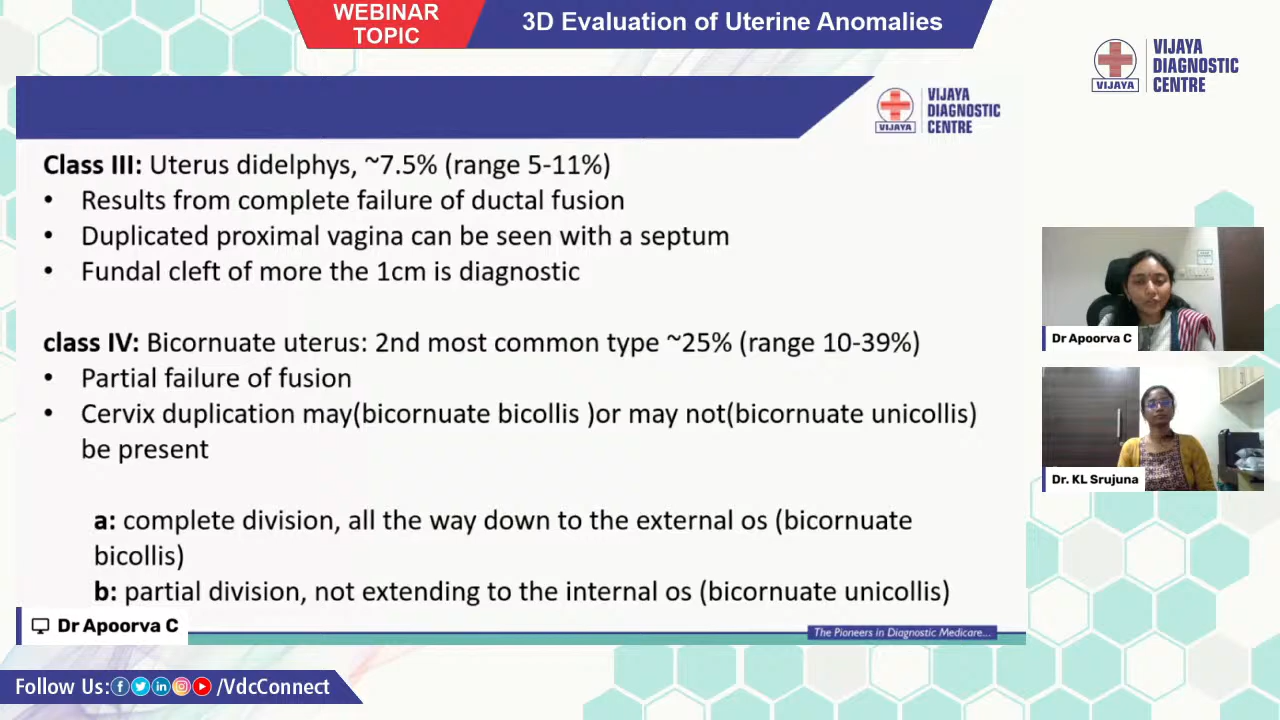 WEBINAR
TOPIC
3D Evaluation of Uterine Anomalies
VIJAYA
VIJAYA
DIAGNOSTIC
CENTRE
VIJAYA
VIJAYA
DIAGNOSTIC
CENTRE
Class III: Uterus didelphys, ~7.5% (range 5-11%)
• Results from complete failure of ductal fusion
• Duplicated proximal vagina can be seen with a septum
• Fundal cleft of more the 1cm is diagnostic
class IV: Bicornuate uterus: 2nd most common type ~25% (range 10-39%)
• Partial failure of fusion
• Cervix duplication may(bicornuate bicollis )or may not(bicornuate unicollis)
be present
a: complete division, all the way down to the external os (bicornuate
bicollis)
b: partial division, not extending to the internal os (bicornuate unicollis)
Dr Apoorva C
Dr. KL Srujuna
Dr Apoorva C
The Pioneers in Diagnostic Medicare...
Follow Us: /VdcConnect